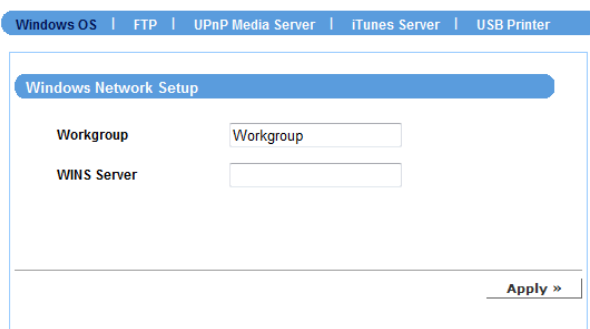 Windows OS | FTP | UPnP Media Server | iTunes Server | USB Printer
Windows Network Setup
Workgroup Workgroup
WINS Server
Apply »